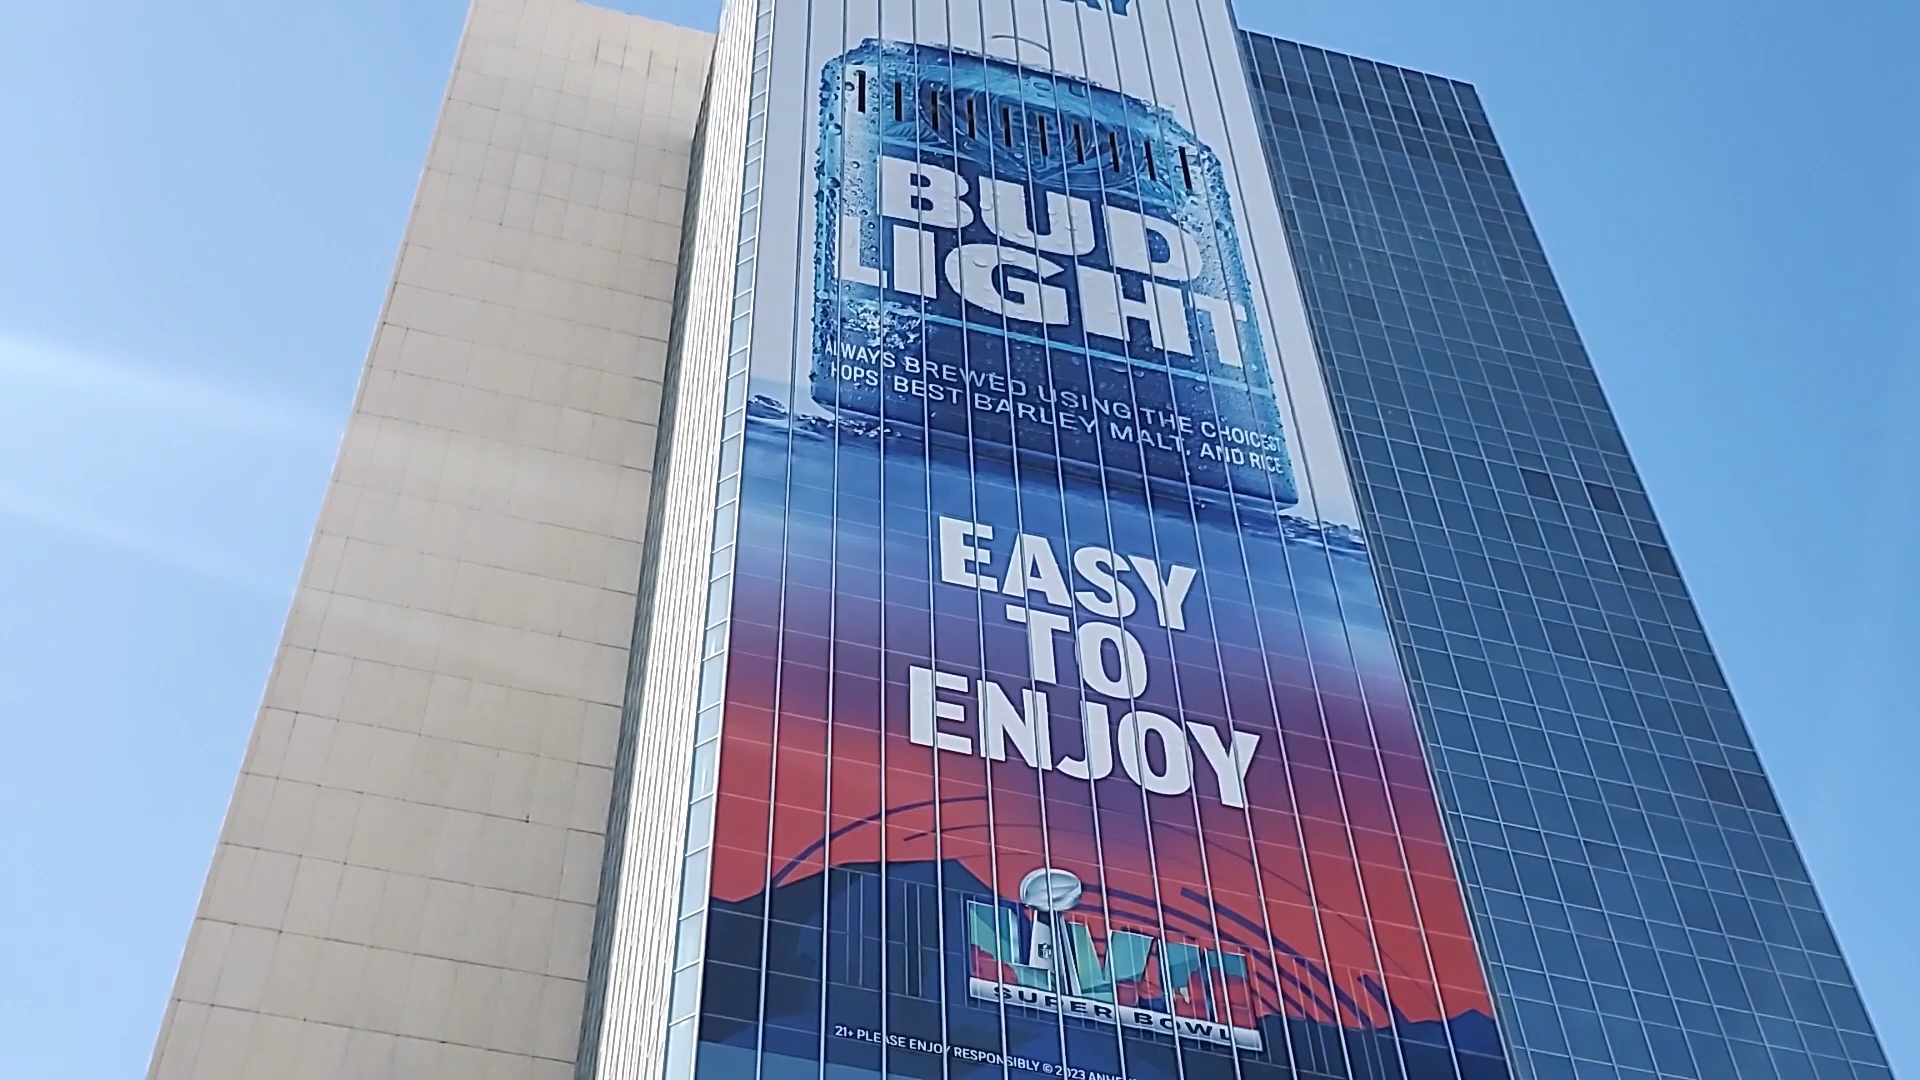 BUD
LIGHT
ALWAYS BREWED USING THE CHOICEST
HOPS, BEST BARLEY MALT, AND RICE
EASY
TO
ENJOY
LVII
SUPER BOWL
21+ PLEASE ENJOY RESPONSIBLY © 2023